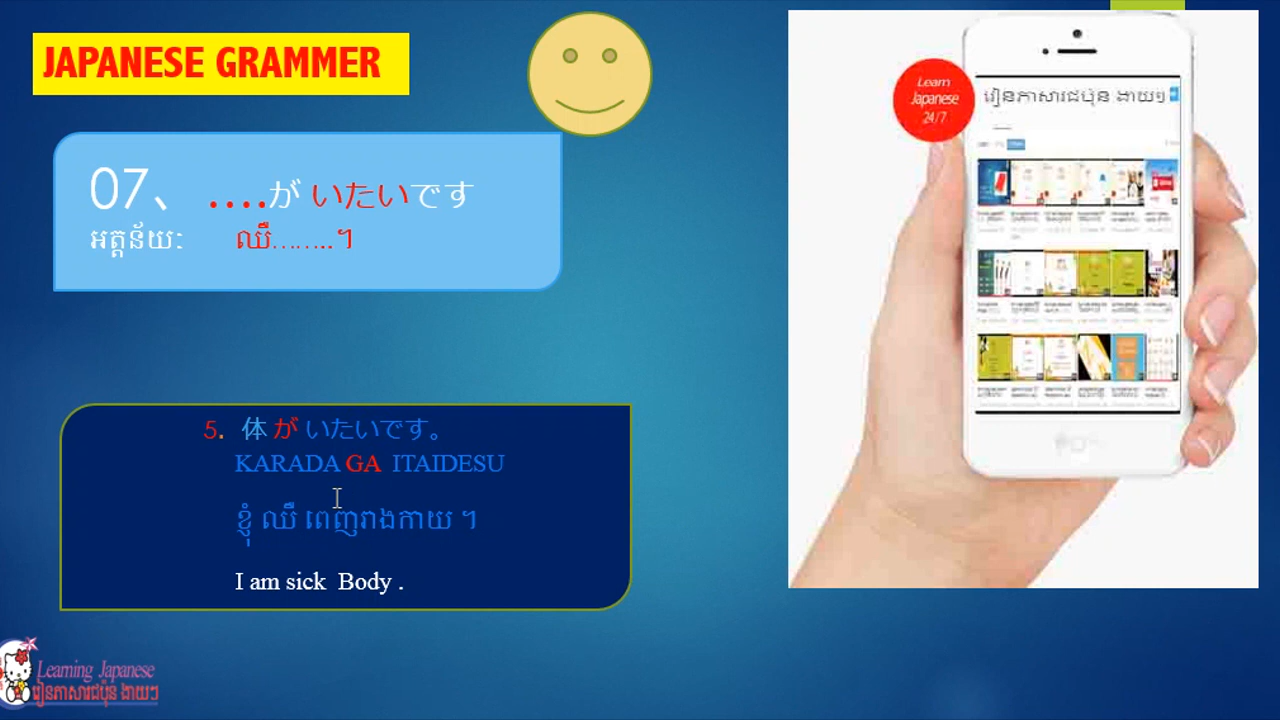 JAPANESE GRAMMER
07、….が いたいです
អត្តន័យ: ឈឺ……..។
5. 体 が いたいです。
KARADA GA ITAIDESU
ខ្ញុំ ឈឺ ពេញរាងកាយ ។
I am sick Body .
Learn
Japanese
24/7
រៀនភាសារជប៉ុន ងាយៗ
Learning Japanese
រៀនភាសារជប៉ុន ងាយៗ